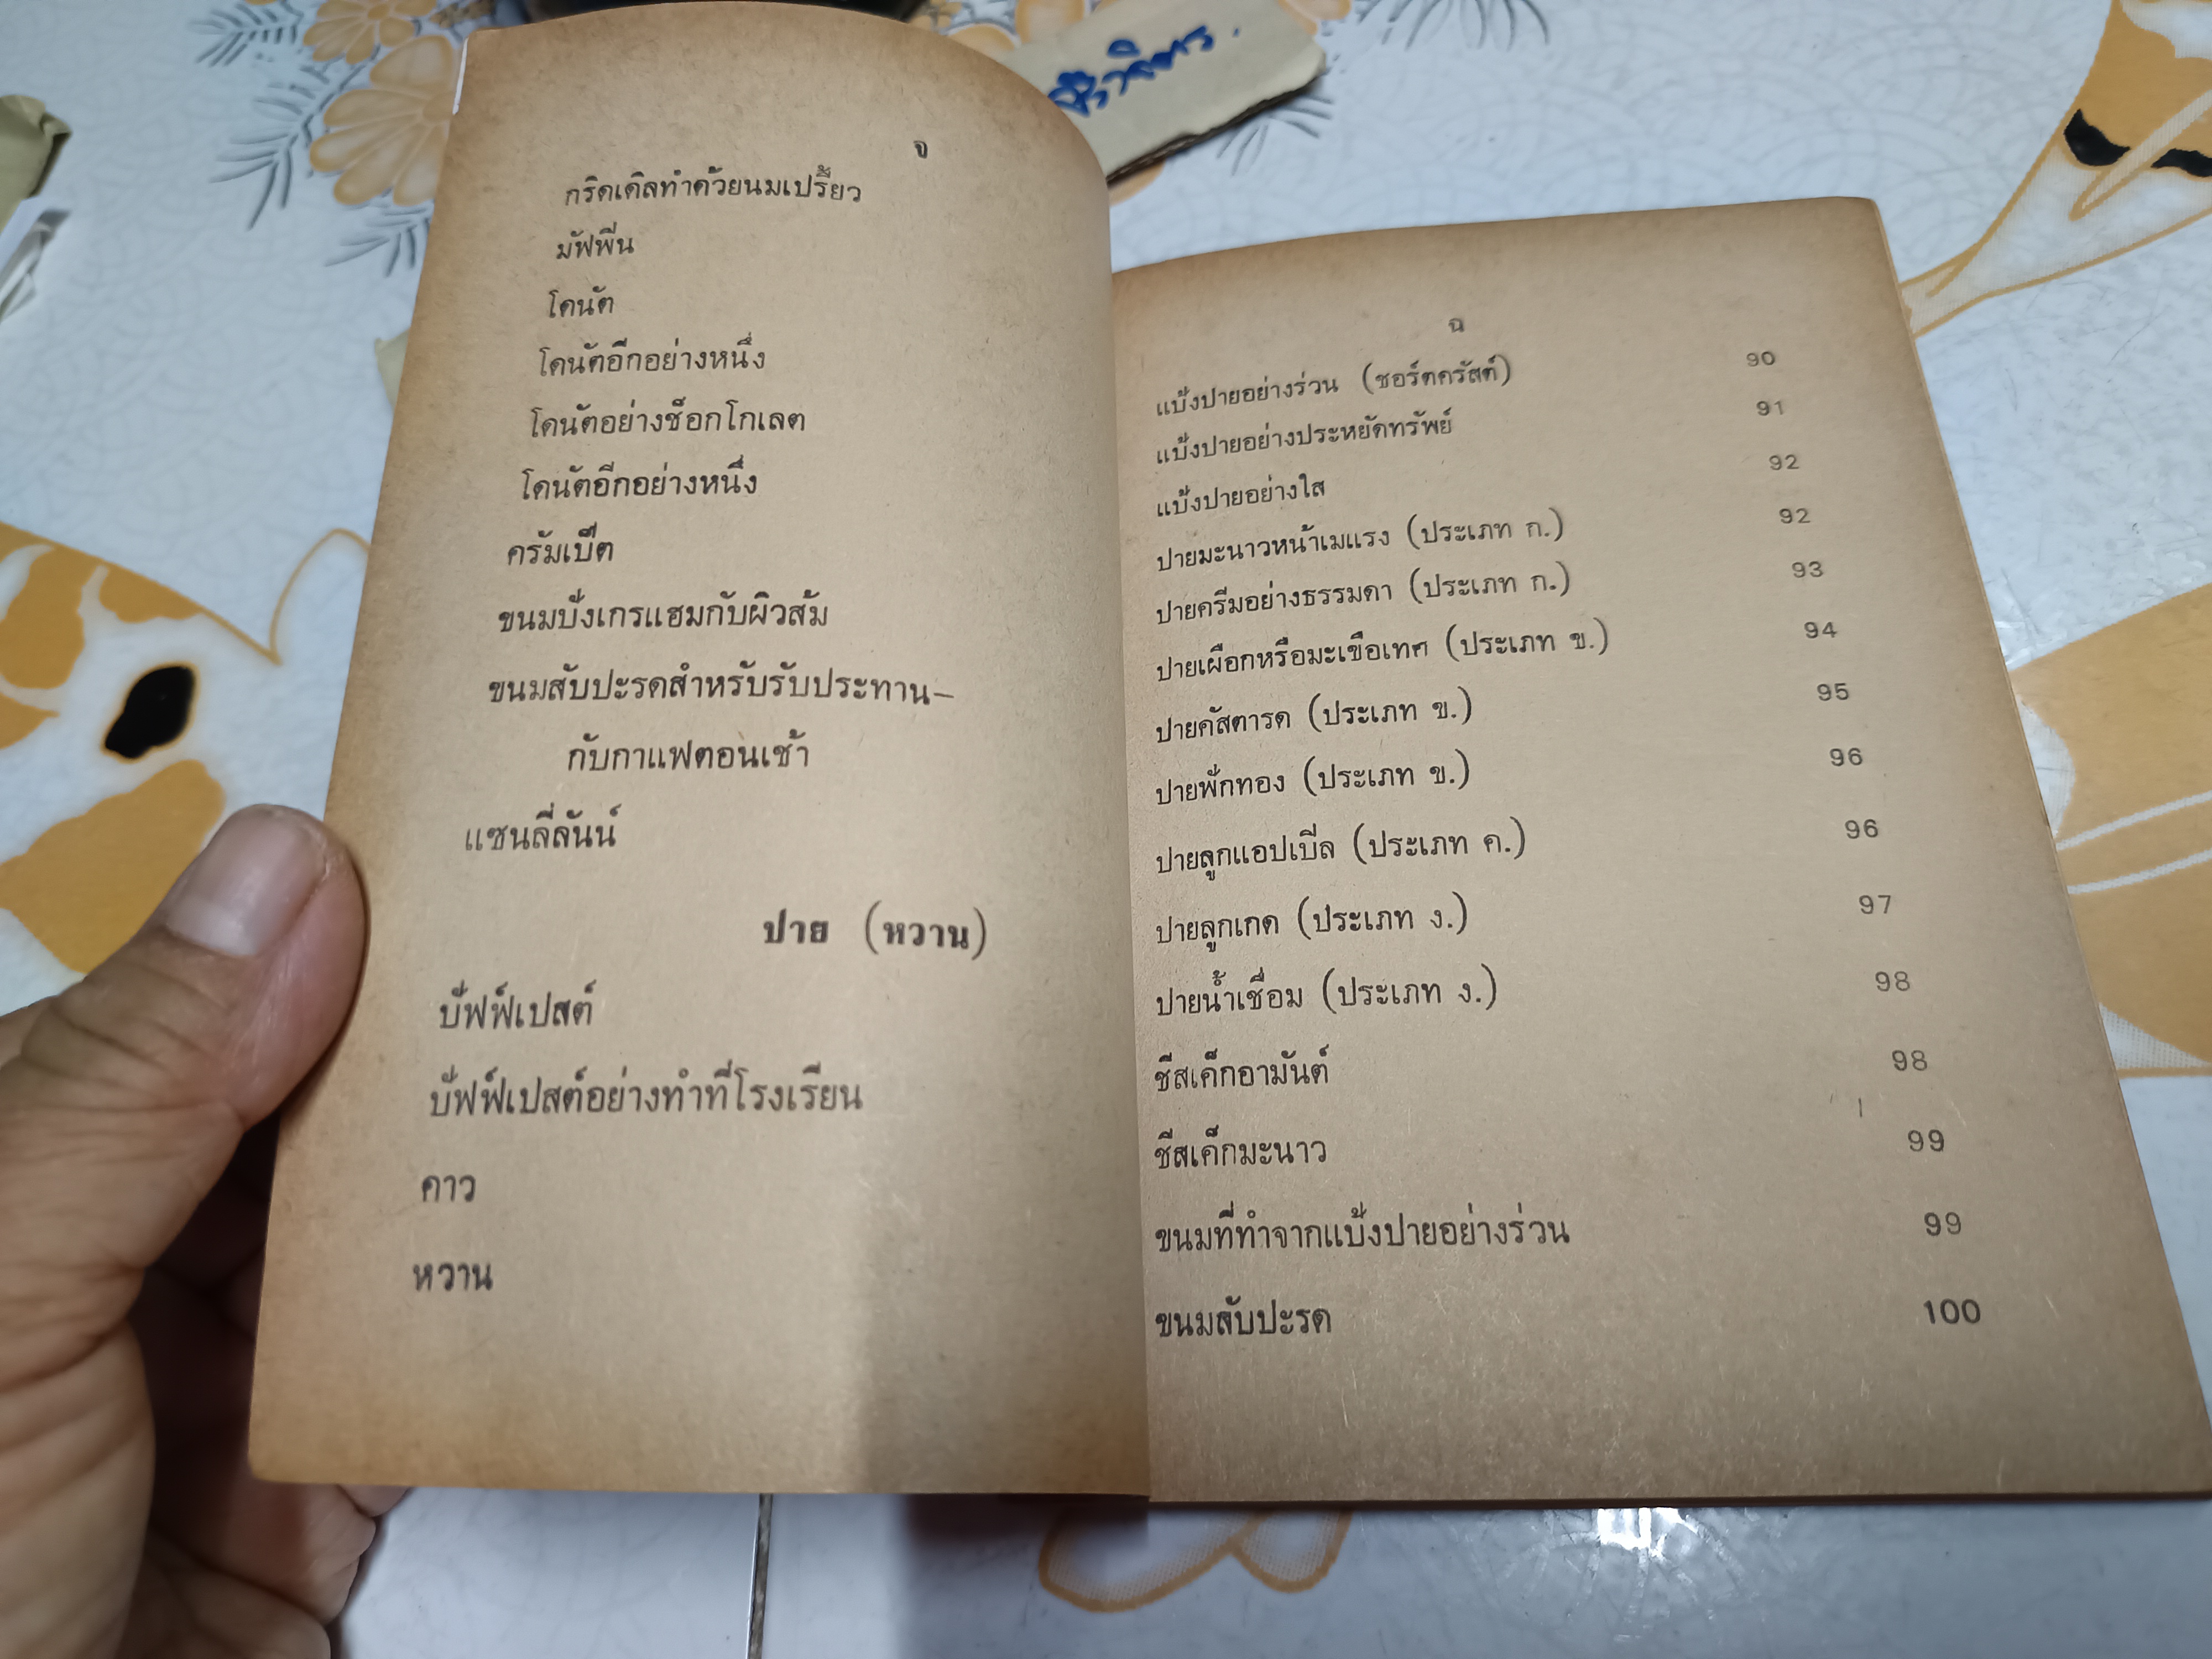 จ
กริดเดิลทำด้วยนมเปรี้ยว
มัฟฟีน
โดนัต
โดนัตอีกอย่างหนึ่ง
โดนัตอย่างช็อกโกเลต
โดนัตอีกอย่างหนึ่ง
ครัมเป็ต
ขนมปังเกรแฮมกับผิวส้ม
ขนมสับปะรดสำหรับรับประทาน-
กับกาแฟตอนเช้า
แซนลี่ลันน์
ปาย (หวาน)
บัฟฟ์เปสต์
บัฟฟ์เปสต์อย่างทำที่โรงเรียน
คาว
หวาน
ฉ
แป้งปายอย่างร่วน (ชอร์ตครัสต์) 90
แป้งปายอย่างประหยัดทรัพย์ 91
แป้งปายอย่างใส 92
ปายมะนาวหน้าเมแรง (ประเภท ก.) 92
ปายครีมอย่างธรรมดา (ประเภท ก.) 93
ปายเผือกหรือมะเขือเทศ (ประเภท ข.) 94
ปายคัสตารด (ประเภท ข.) 95
ปายฟักทอง (ประเภท ข.) 96
ปายลูกแอปเปิ้ล (ประเภท ค.) 96
ปายลูกเกด (ประเภท ง.) 97
ปายน้ำเชื่อม (ประเภท ง.) 98
ชีสเค็กอามันต์ 98
ชีสเค็กมะนาว 99
ขนมที่ทำจากแป้งปายอย่างร่วน 99
ขนมสับปะรด 100